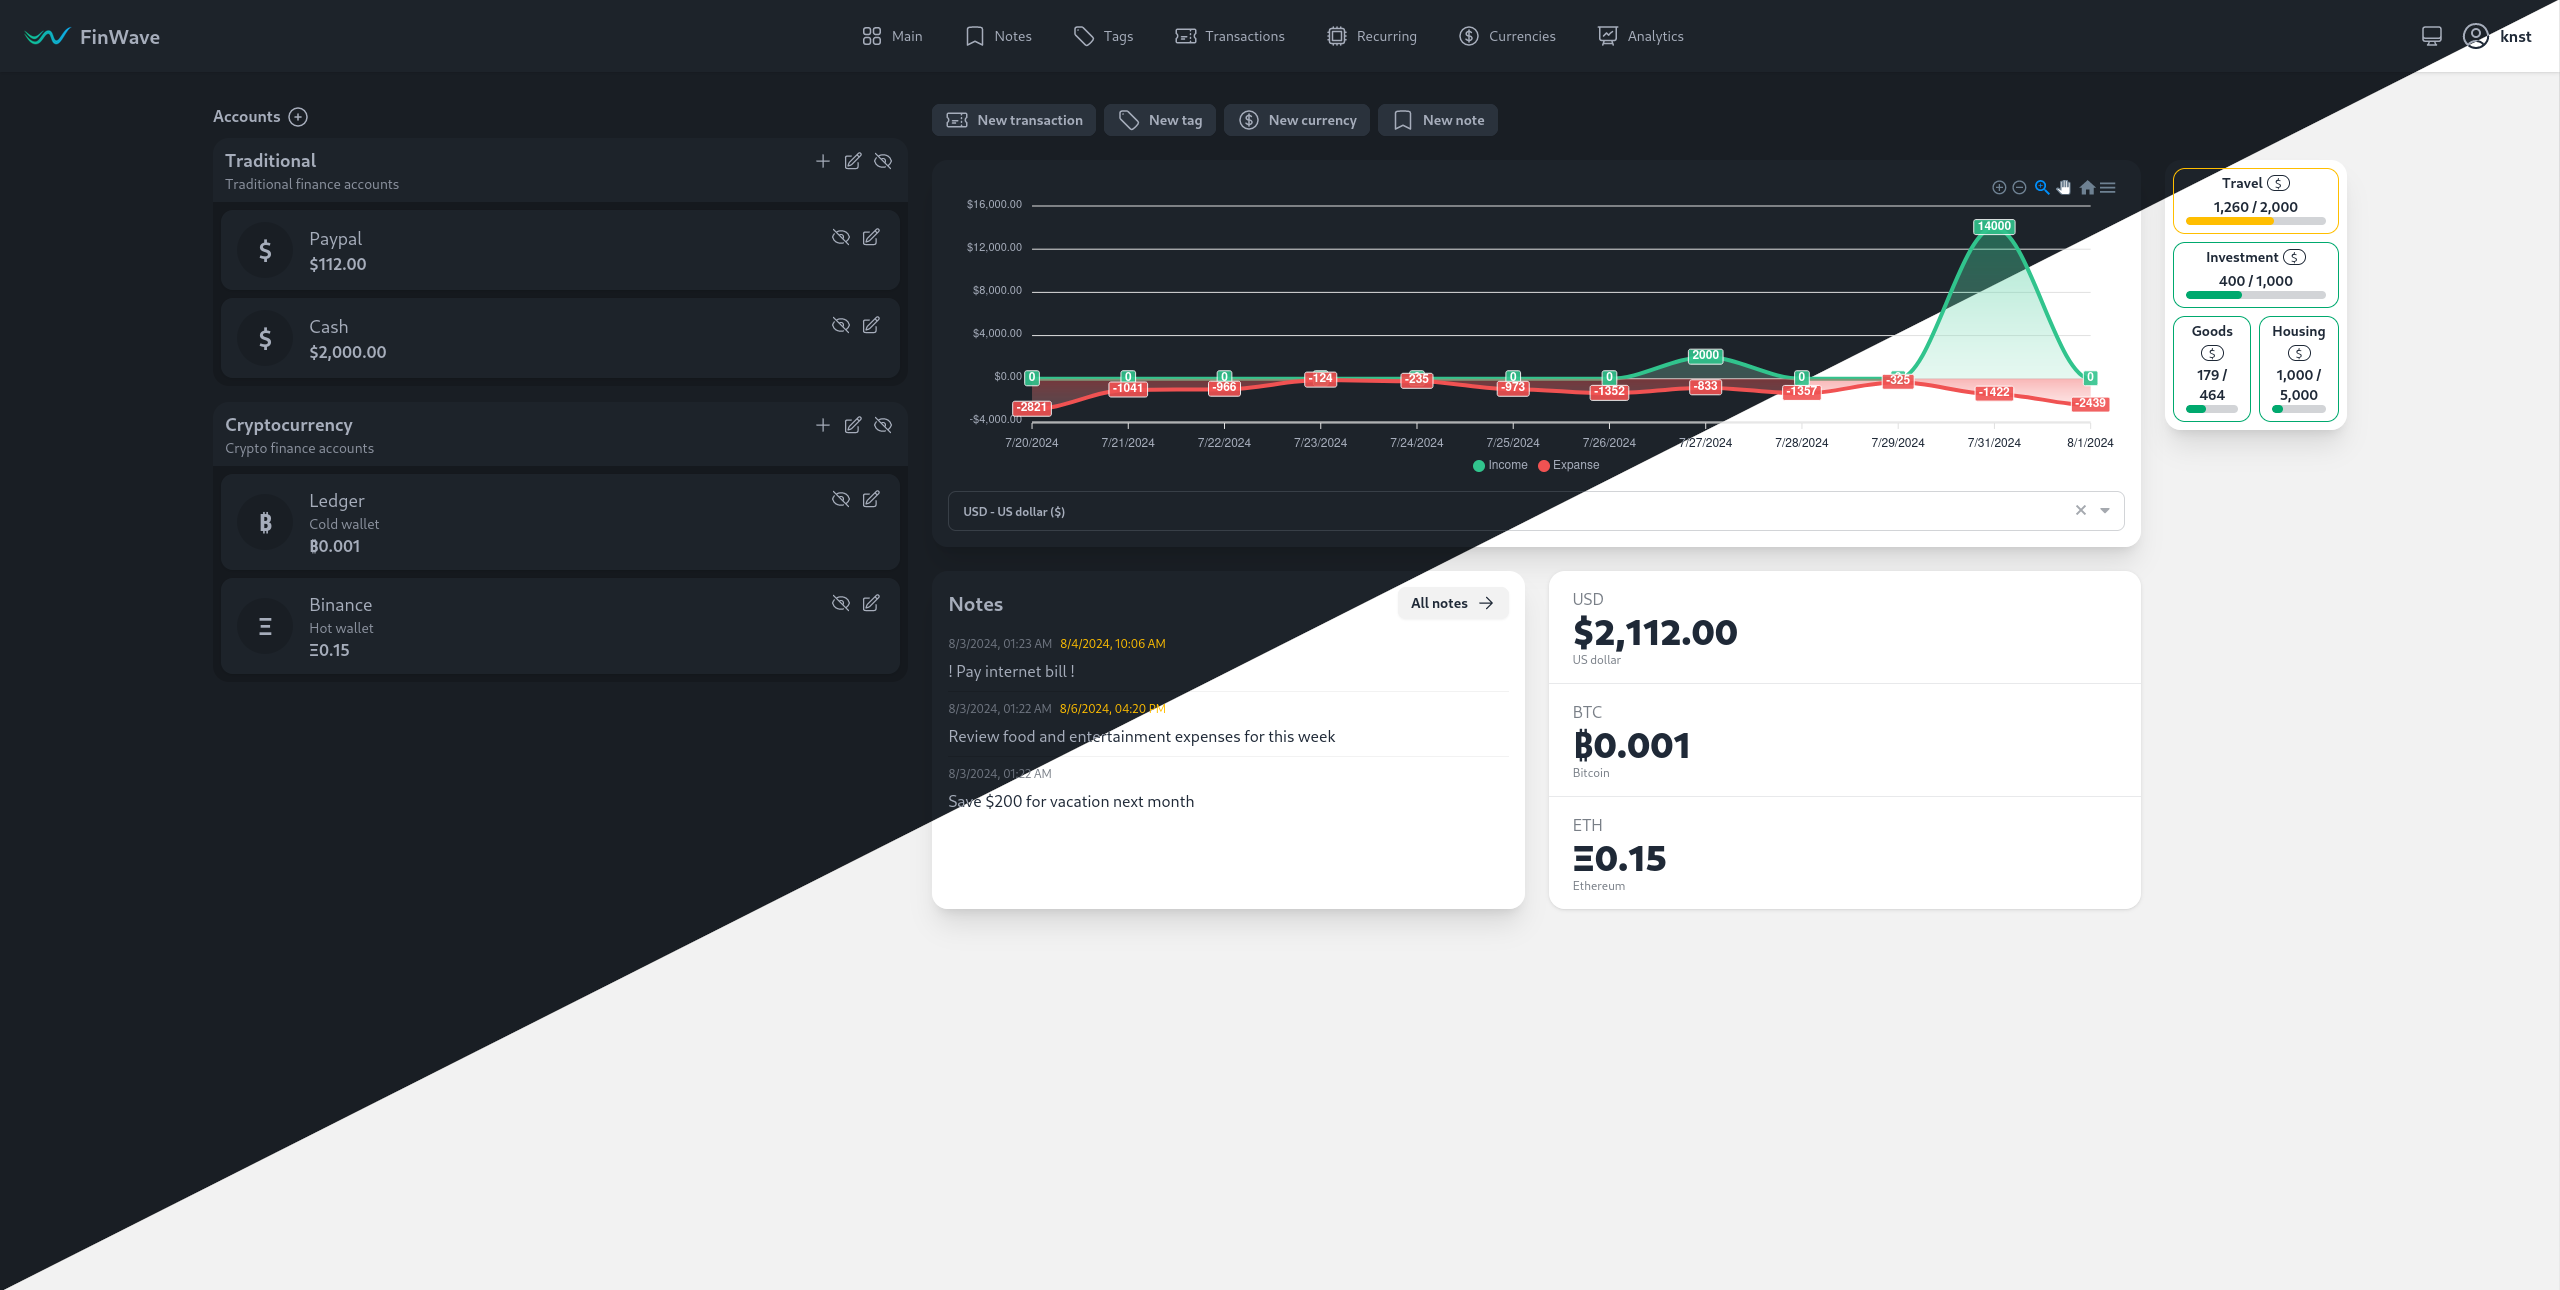 FinWave
Main Notes Tags Transactions Recurring Currencies Analytics
knst
Accounts
Traditional
Traditional finance accounts
$
Paypal
$112.00
$
Cash
$2,000.00
Cryptocurrency
Crypto finance accounts
฿
Ledger
Cold wallet
฿0.001
Ξ
Binance
Hot wallet
Ξ0.15
New transaction New tag New currency New note
$16,000.00
$12,000.00
$8,000.00
$4,000.00
$0.00
-$4,000.00
14000
2000
0 0 0 0 0 0 0
-2821 -1041 -966 -124 -235 -973 -1352 -833 -1357 -325 -1422 -2439
7/20/2024 7/21/2024 7/22/2024 7/23/2024 7/24/2024 7/25/2024 7/26/2024 7/27/2024 7/28/2024 7/29/2024 7/31/2024 8/1/2024
Income Expanse
USD - US dollar ($)
Travel $
1,260 / 2,000
Investment $
400 / 1,000
Goods
$
179 /
464
Housing
$
1,000 /
5,000
Notes
All notes
8/3/2024, 01:23 AM 8/4/2024, 10:06 AM
! Pay internet bill !
8/3/2024, 01:22 AM 8/6/2024, 04:20 PM
Review food and entertainment expenses for this week
8/3/2024, 01:22 AM
Save $200 for vacation next month
USD
$2,112.00
US dollar
BTC
฿0.001
Bitcoin
ETH
Ξ0.15
Ethereum